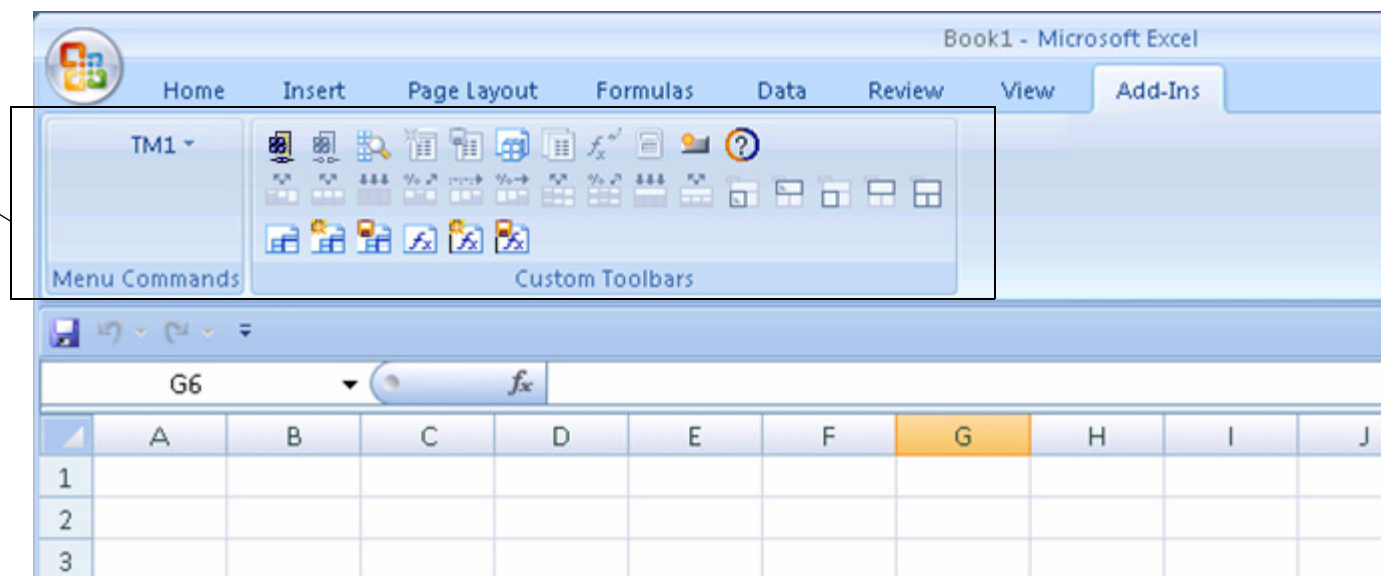 Book1 - Microsoft Excel
Home Insert Page Layout Formulas Data Review View Add-Ins
TM1
Menu Commands Custom Toolbars
G6 fx
A B C D E F G H I J
1
2
3